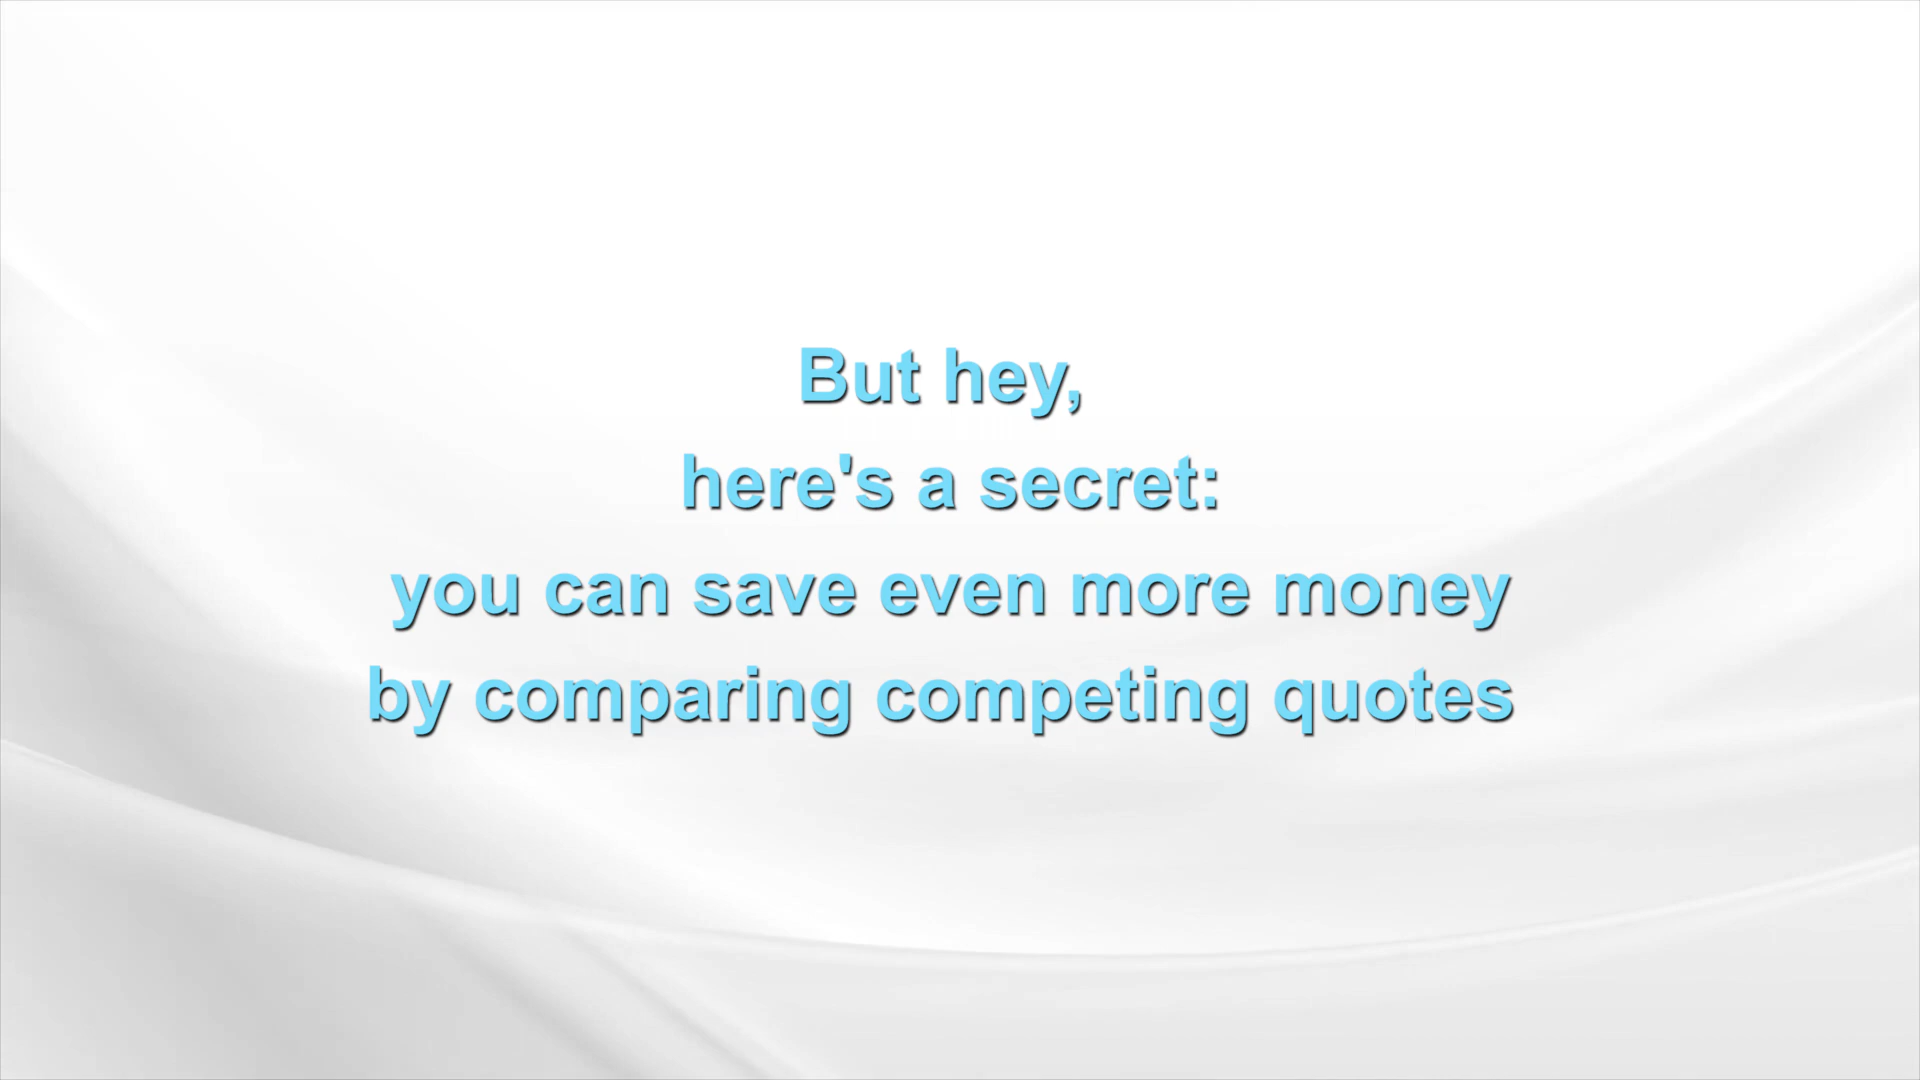 But hey,
here's a secret:
you can save even more money
by comparing competing quotes